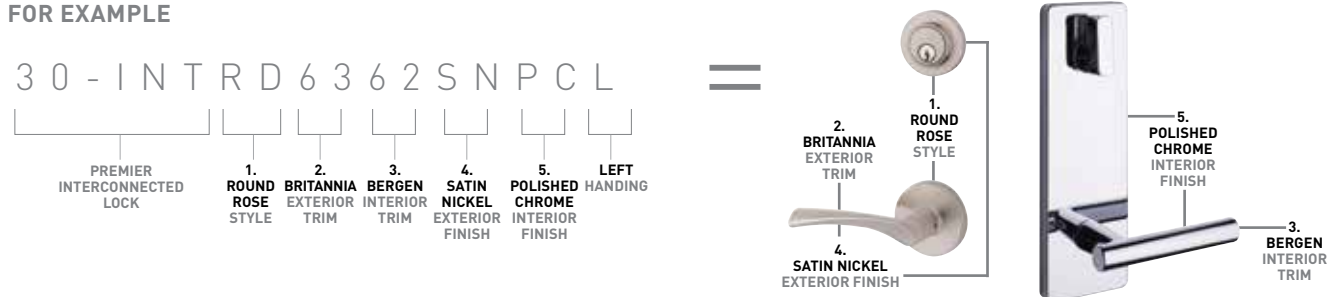 FOR EXAMPLE
30-INTRD6362SNPCL
=
PREMIER
INTERCONNECTED
LOCK
1.
ROUND
ROSE
STYLE
2.
BRITANNIA
EXTERIOR
TRIM
3.
BERGEN
INTERIOR
TRIM
4.
SATIN
NICKEL
EXTERIOR
FINISH
5.
POLISHED
CHROME
INTERIOR
FINISH
LEFT
HANDING
1.
ROUND
ROSE
STYLE
2.
BRITANNIA
EXTERIOR
TRIM
4.
SATIN NICKEL
EXTERIOR FINISH
5.
POLISHED
CHROME
INTERIOR
FINISH
3.
BERGEN
INTERIOR
TRIM